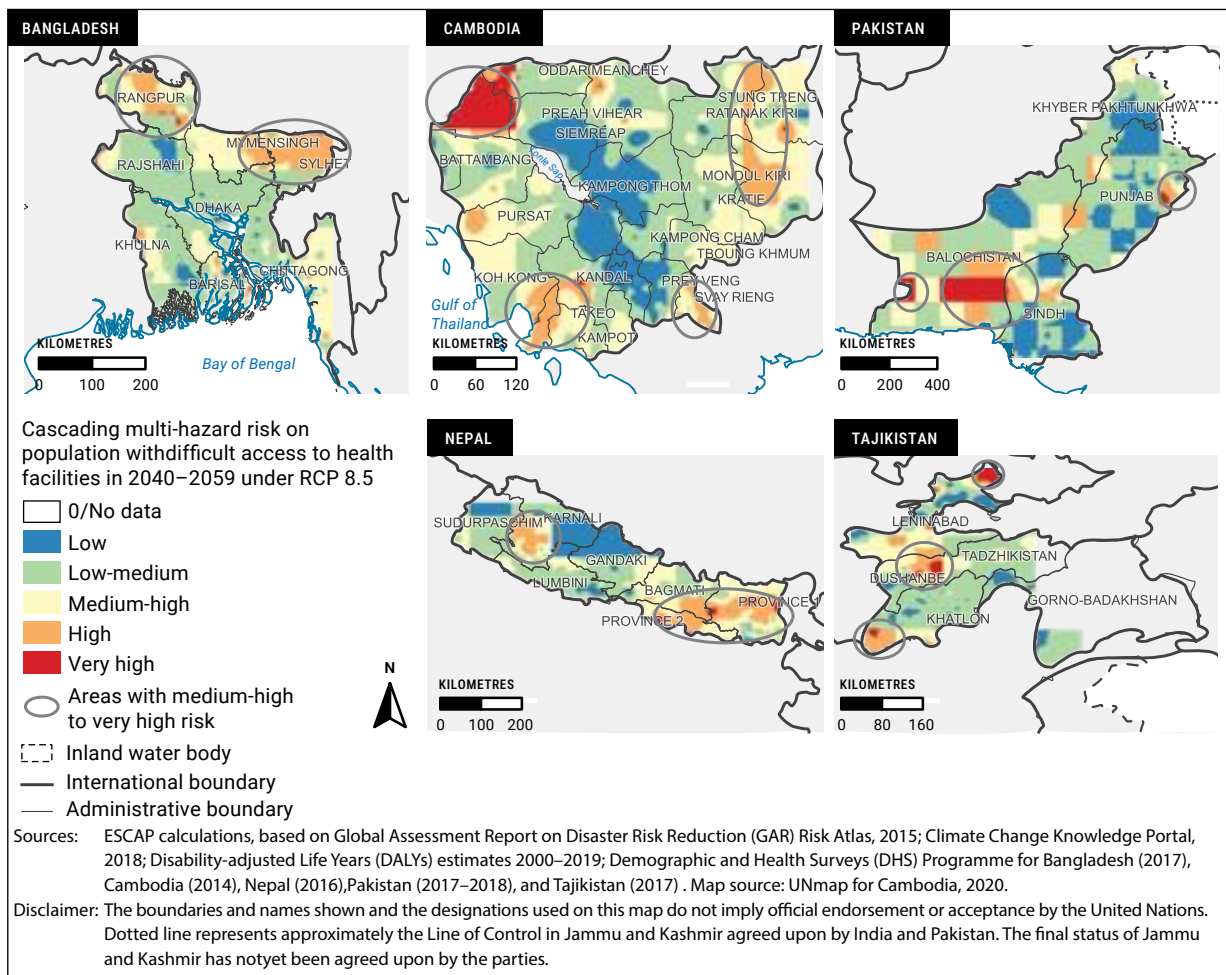 BANGLADESH
RANGPUR
MYMENSINGH
SYLHET
RAJSHAHI
DHAKA
KHULNA
CHITTAGONG
BARISAL
KILOMETRES
0 100 200
Bay of Bengal
CAMBODIA
ODDAR MEANCHEY
STUNG TRENG
PREAH VIHEAR
RATANAK KIRI
SIEMREAP
BATTAMBANG
Tonle Sap
KAMPONG THOM
MONDUL KIRI
KRATIE
PURSAT
KAMPONG CHAM
TBOUNG KHMUM
KOH KONG
KANDAL
PREY VENG
SVAY RIENG
Gulf of
Thailand
TAKEO
KAMPOT
KILOMETRES
0 60 120
PAKISTAN
KHYBER PAKHTUNKHWA
PUNJAB
BALOCHISTAN
SINDH
KILOMETRES
0 200 400
Cascading multi-hazard risk on
population withdifficult access to health
facilities in 2040–2059 under RCP 8.5
0/No data
Low
Low-medium
Medium-high
High
Very high
Areas with medium-high
to very high risk
Inland water body
International boundary
Administrative boundary
N
NEPAL
SUDURPASCHIM
KARNALI
GANDAKI
LUMBINI
BAGMATI
PROVINCE 1
PROVINCE 2
KILOMETRES
0 100 200
TAJIKISTAN
LENINABAD
TADZHIKISTAN
DUSHANBE
GORNO-BADAKHSHAN
KHATLON
KILOMETRES
0 80 160
Sources: ESCAP calculations, based on Global Assessment Report on Disaster Risk Reduction (GAR) Risk Atlas, 2015; Climate Change Knowledge Portal,
2018; Disability-adjusted Life Years (DALYs) estimates 2000–2019; Demographic and Health Surveys (DHS) Programme for Bangladesh (2017),
Cambodia (2014), Nepal (2016),Pakistan (2017–2018), and Tajikistan (2017) . Map source: UNmap for Cambodia, 2020.
Disclaimer: The boundaries and names shown and the designations used on this map do not imply official endorsement or acceptance by the United Nations.
Dotted line represents approximately the Line of Control in Jammu and Kashmir agreed upon by India and Pakistan. The final status of Jammu
and Kashmir has notyet been agreed upon by the parties.